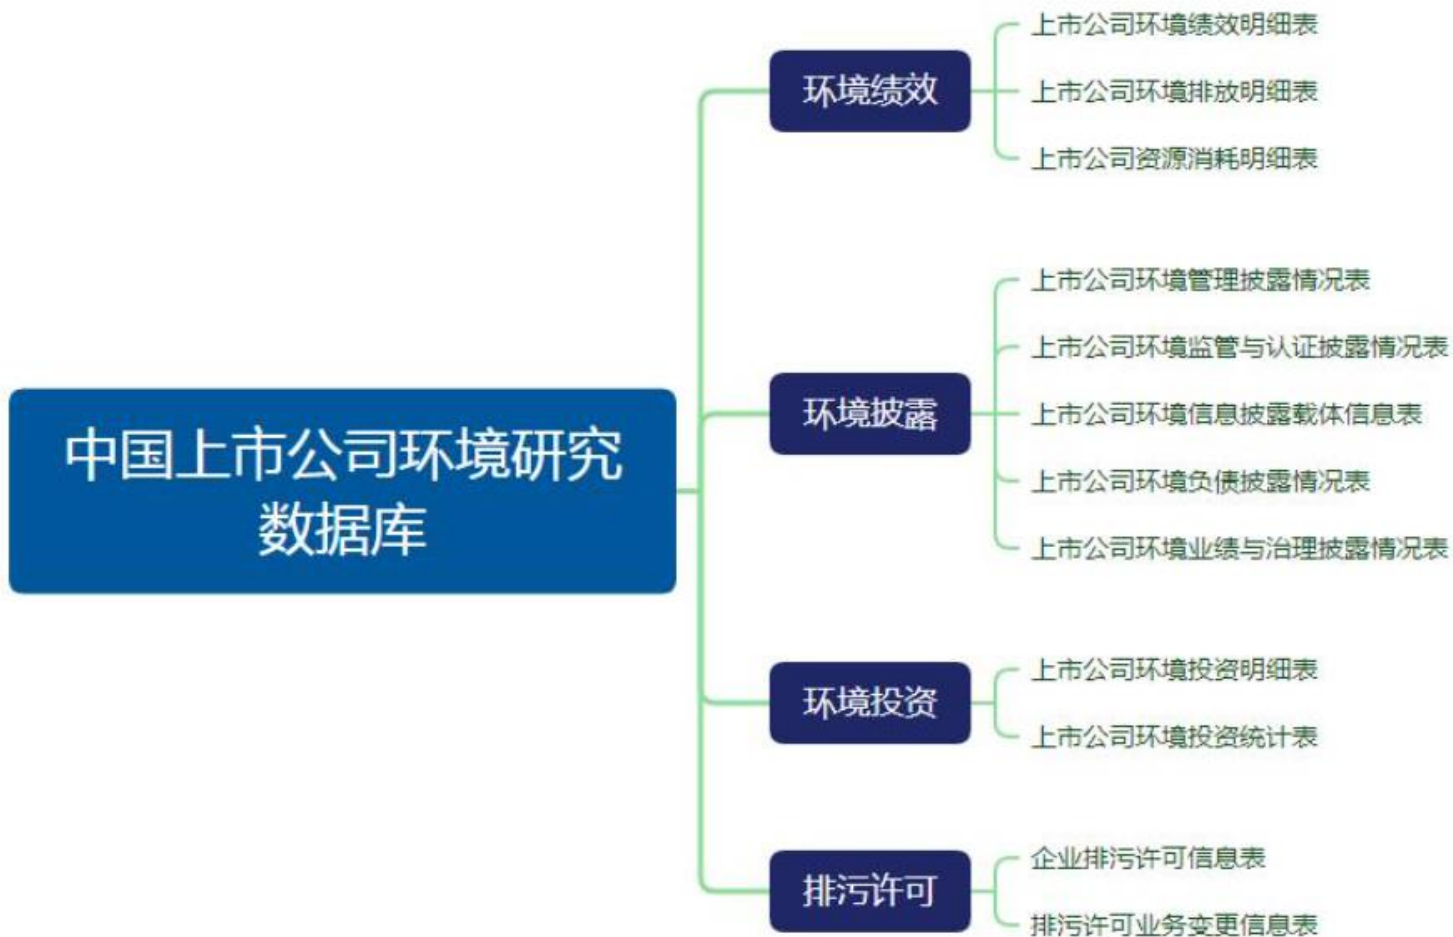 中国上市公司环境研究
数据库
环境绩效
上市公司环境绩效明细表
上市公司环境排放明细表
上市公司资源消耗明细表
环境披露
上市公司环境管理披露情况表
上市公司环境监管与认证披露情况表
上市公司环境信息披露载体信息表
上市公司环境负债披露情况表
上市公司环境业绩与治理披露情况表
环境投资
上市公司环境投资明细表
上市公司环境投资统计表
排污许可
企业排污许可信息表
排污许可业务变更信息表